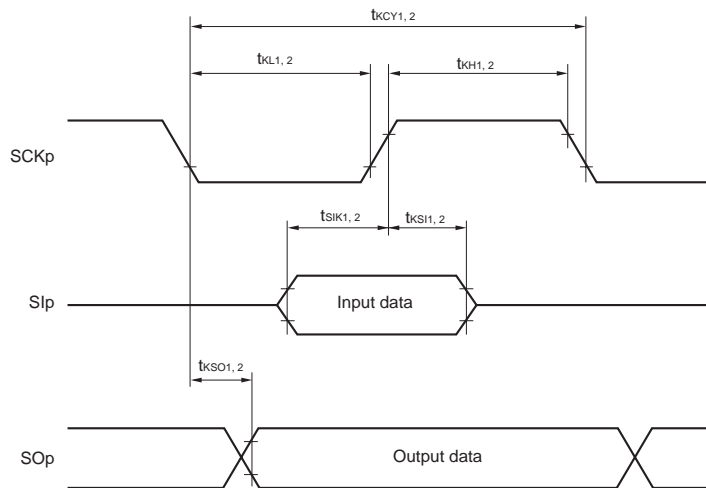 tKCY1, 2
tKL1, 2
tKH1, 2
SCKp
tSIK1, 2
tKSI1, 2
SIp
Input data
tKSO1, 2
SOp
Output data